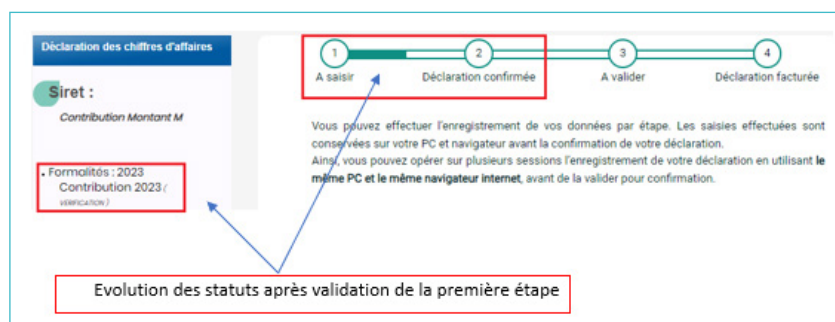 Déclaration des chiffres d'affaires
Siret :
Contribution Montant M
• Formalités : 2023
Contribution 2023 (
VERIFICATION )
1
2
3
4
A saisir
Déclaration confirmée
A valider
Déclaration facturée
Vous pouvez effectuer l'enregistrement de vos données par étape. Les saisies effectuées sont
conservées sur votre PC et navigateur avant la confirmation de votre déclaration.
Ainsi, vous pouvez opérer sur plusieurs sessions l'enregistrement de votre déclaration en utilisant le
même PC et le même navigateur internet, avant de la valider pour confirmation.
Evolution des statuts après validation de la première étape